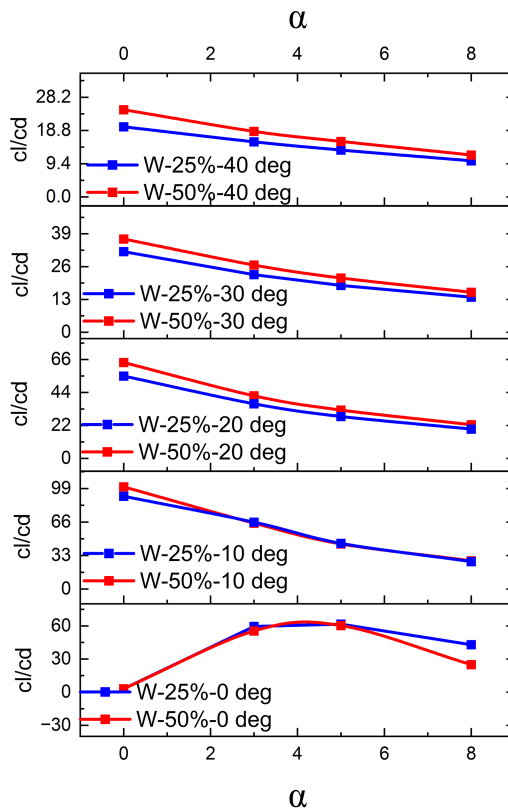 α
0 2 4 6 8
28.2
18.8
9.4
0.0
cl/cd
W-25%-40 deg
W-50%-40 deg
39
26
13
0
cl/cd
W-25%-30 deg
W-50%-30 deg
66
44
22
0
cl/cd
W-25%-20 deg
W-50%-20 deg
99
66
33
0
cl/cd
W-25%-10 deg
W-50%-10 deg
60
30
0
−30
cl/cd
W-25%-0 deg
W-50%-0 deg
0 2 4 6 8
α